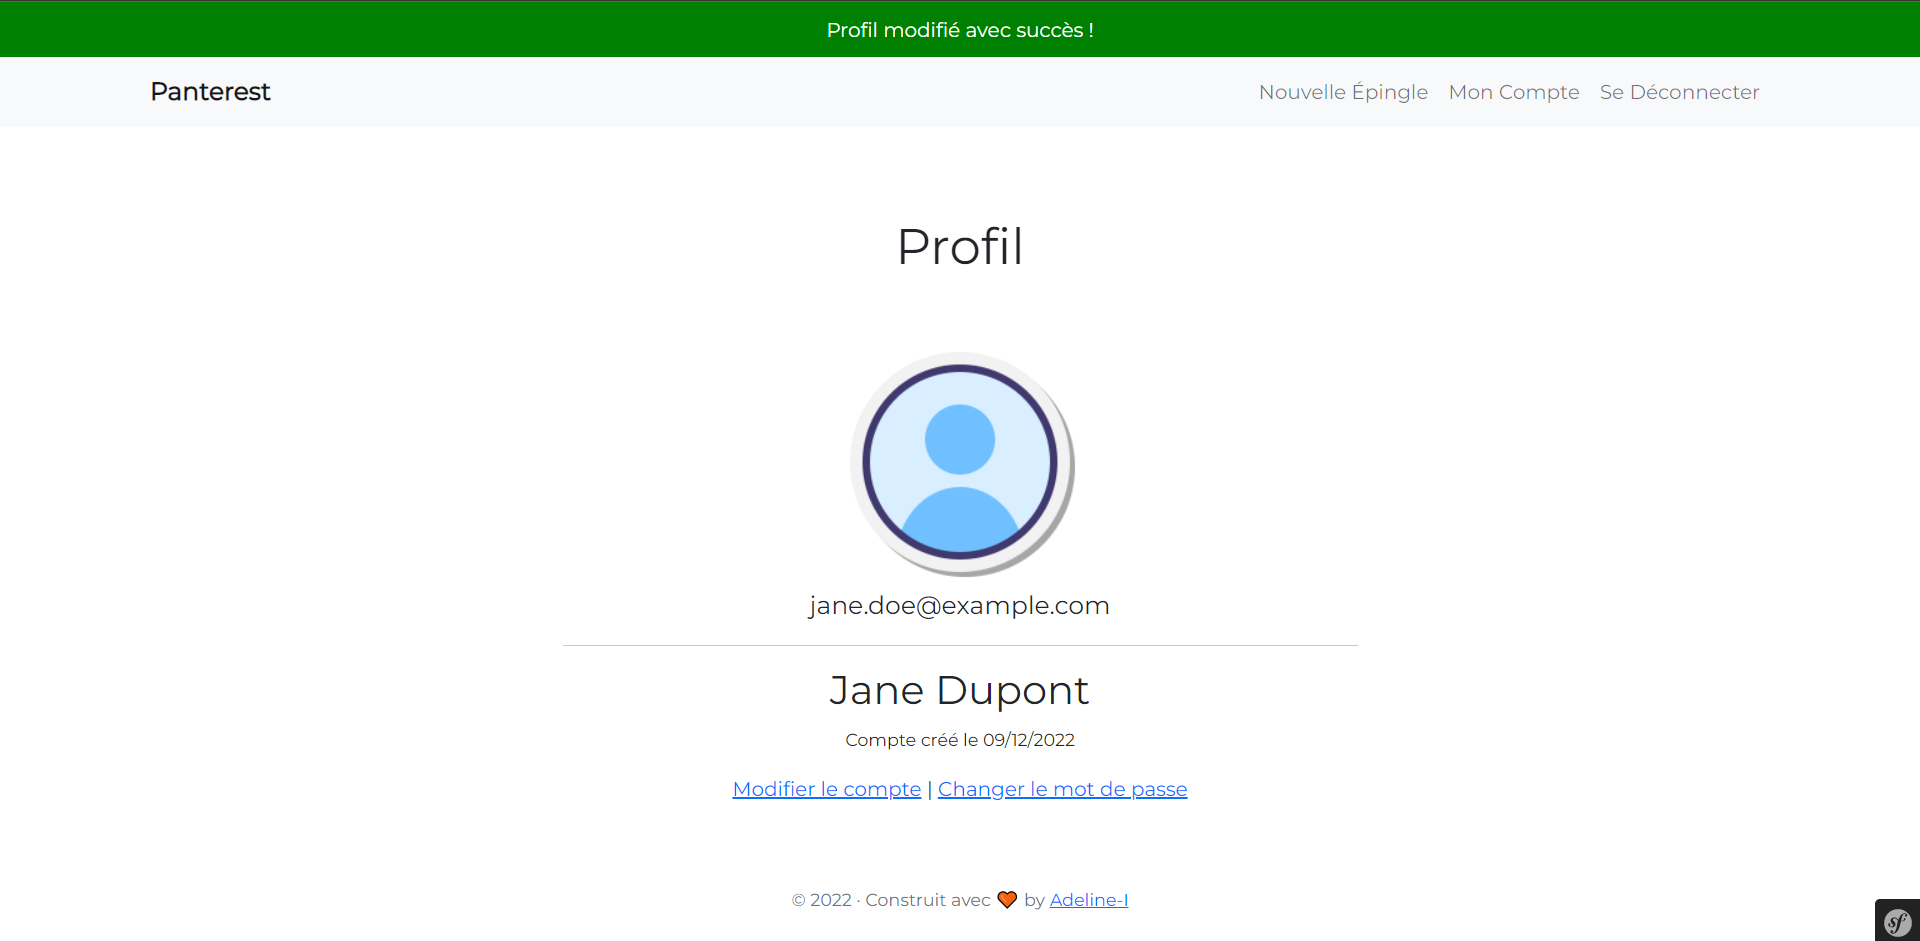 Profil modifié avec succès !
Panterest Nouvelle Épingle Mon Compte Se Déconnecter
Profil
jane.doe@example.com
Jane Dupont
Compte créé le 09/12/2022
Modifier le compte | Changer le mot de passe
© 2022 · Construit avec by Adeline-I
sf